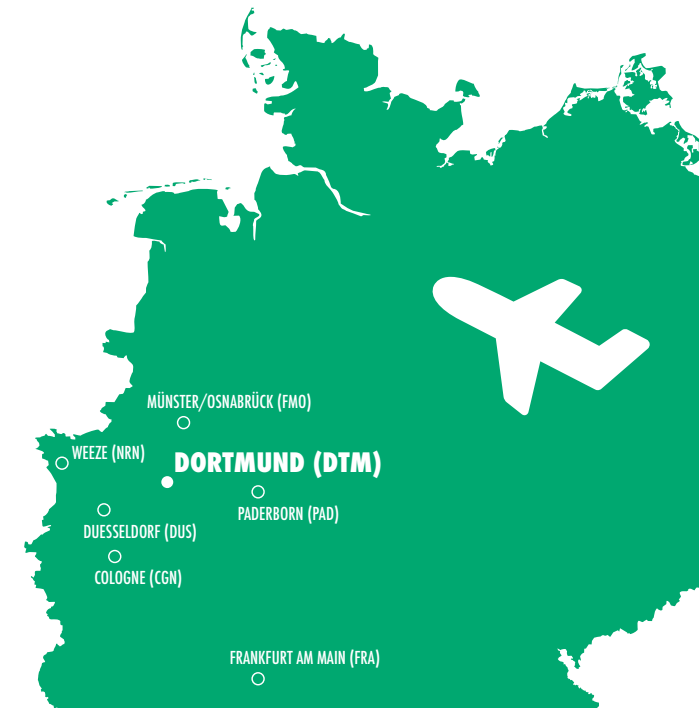 MÜNSTER/OSNABRÜCK (FMO)
WEEZE (NRN)
DORTMUND (DTM)
PADERBORN (PAD)
DUESSELDORF (DUS)
COLOGNE (CGN)
FRANKFURT AM MAIN (FRA)